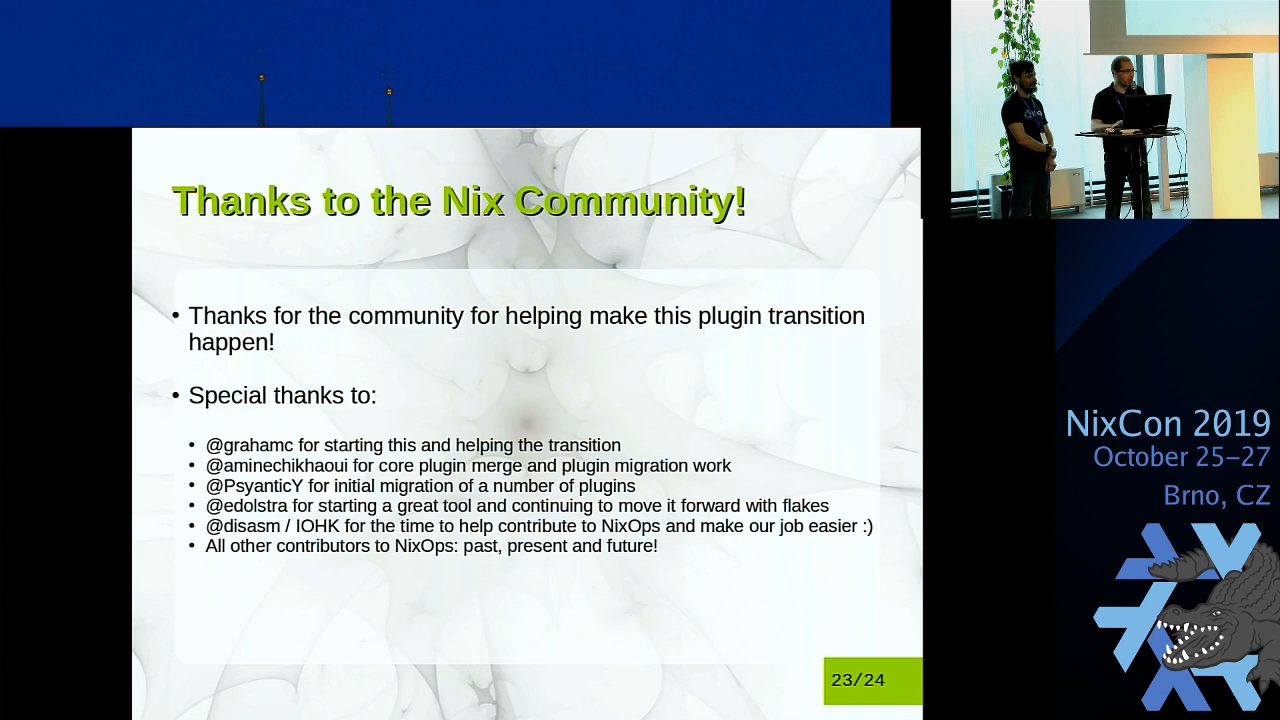 Thanks to the Nix Community!
• Thanks for the community for helping make this plugin transition
happen!
• Special thanks to:
• @grahamc for starting this and helping the transition
• @aminechikhaoui for core plugin merge and plugin migration work
• @PsyanticY for initial migration of a number of plugins
• @edolstra for starting a great tool and continuing to move it forward with flakes
• @disasm / IOHK for the time to help contribute to NixOps and make our job easier :)
• All other contributors to NixOps: past, present and future!
23/24
NixCon 2019
October 25–27
Brno, CZ